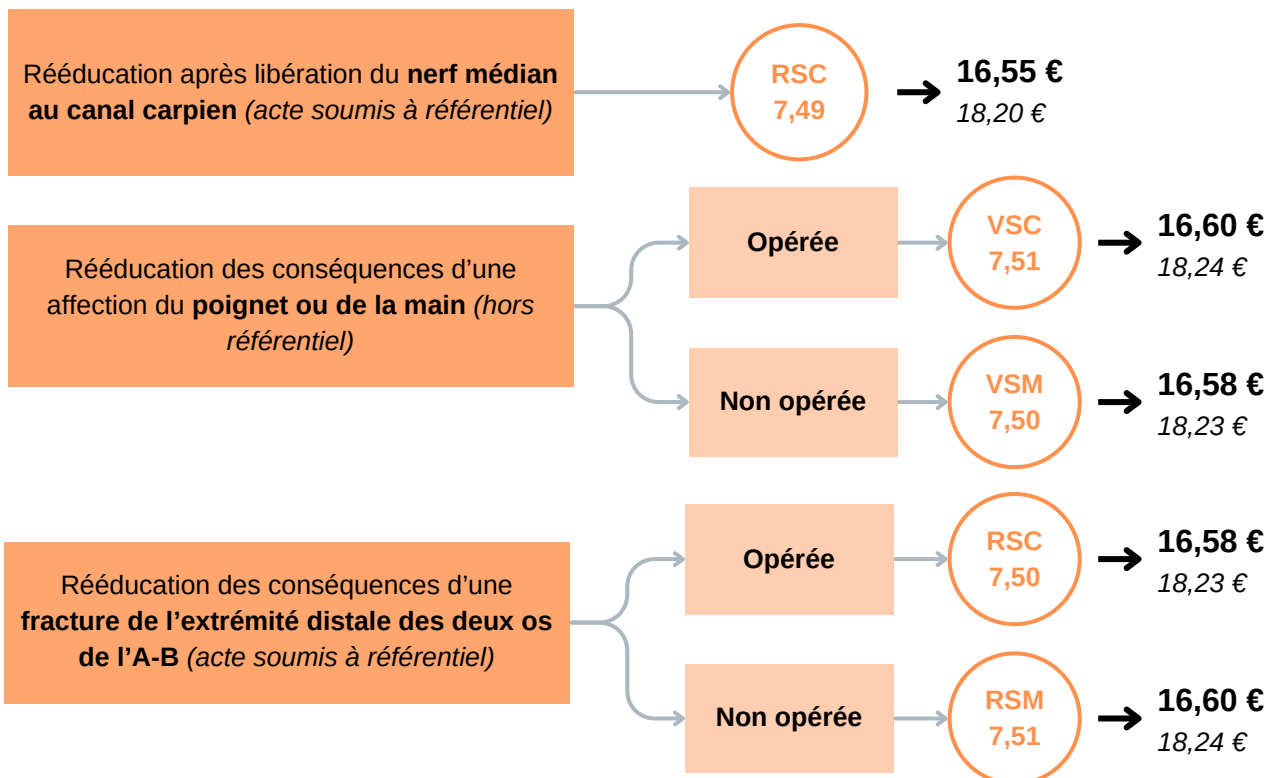 Rééducation après libération du nerf médian
au canal carpien (acte soumis à référentiel)
RSC
7,49
16,55 €
18,20 €
Rééducation des conséquences d’une
affection du poignet ou de la main (hors
référentiel)
Opérée
VSC
7,51
16,60 €
18,24 €
Non opérée
VSM
7,50
16,58 €
18,23 €
Rééducation des conséquences d’une
fracture de l’extrémité distale des deux os
de l’A-B (acte soumis à référentiel)
Opérée
RSC
7,50
16,58 €
18,23 €
Non opérée
RSM
7,51
16,60 €
18,24 €